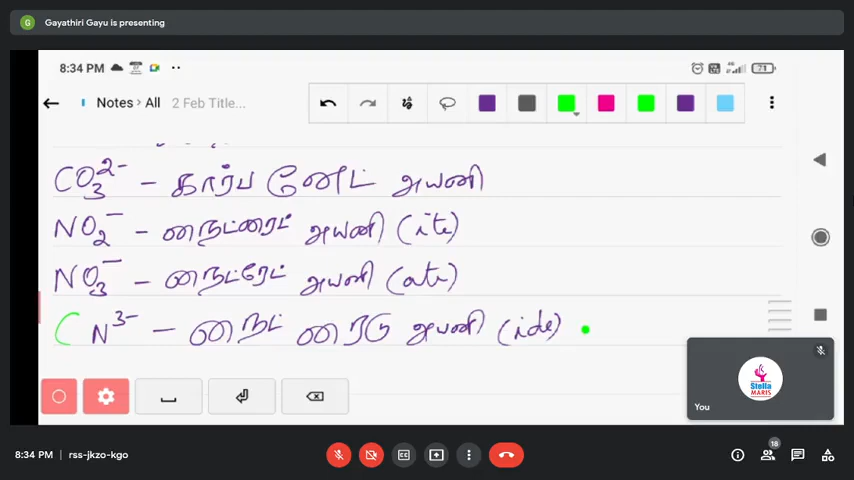 G Gayathiri Gayu is presenting
8:34 PM
71
Notes › All 2 Feb Title...
CO₃²⁻ – கார்ப னேட் அயனி
NO₂⁻ – நைட்ரைட் அயனி (ite)
NO₃⁻ – நைட்ரேட் அயனி (ate)
( N³⁻ – நைட் ரைடு அயனி (ide)
Stella
MARIS
You
8:34 PM | rss-jkzo-kgo
18